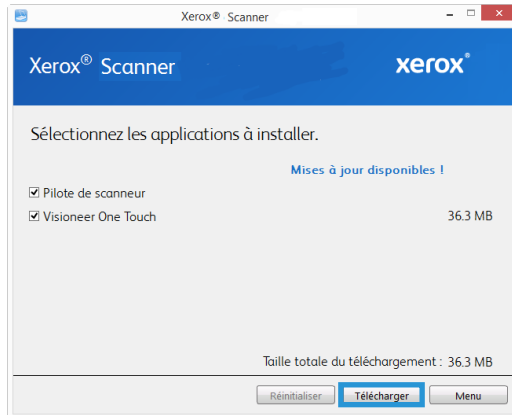 Xerox® Scanner
Xerox® Scanner
xerox®
Sélectionnez les applications à installer.
Mises à jour disponibles !
Pilote de scanneur
Visioneer One Touch 36.3 MB
Taille totale du téléchargement : 36.3 MB
Réinitialiser Télécharger Menu